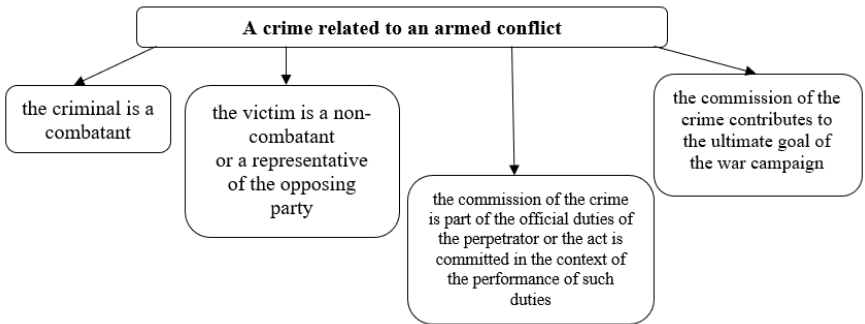 A crime related to an armed conflict
the criminal is a
combatant
the victim is a non-
combatant
or a representative
of the opposing
party
the commission of the crime
is part of the official duties of
the perpetrator or the act is
committed in the context of
the performance of such
duties
the commission of the
crime contributes to
the ultimate goal of
the war campaign